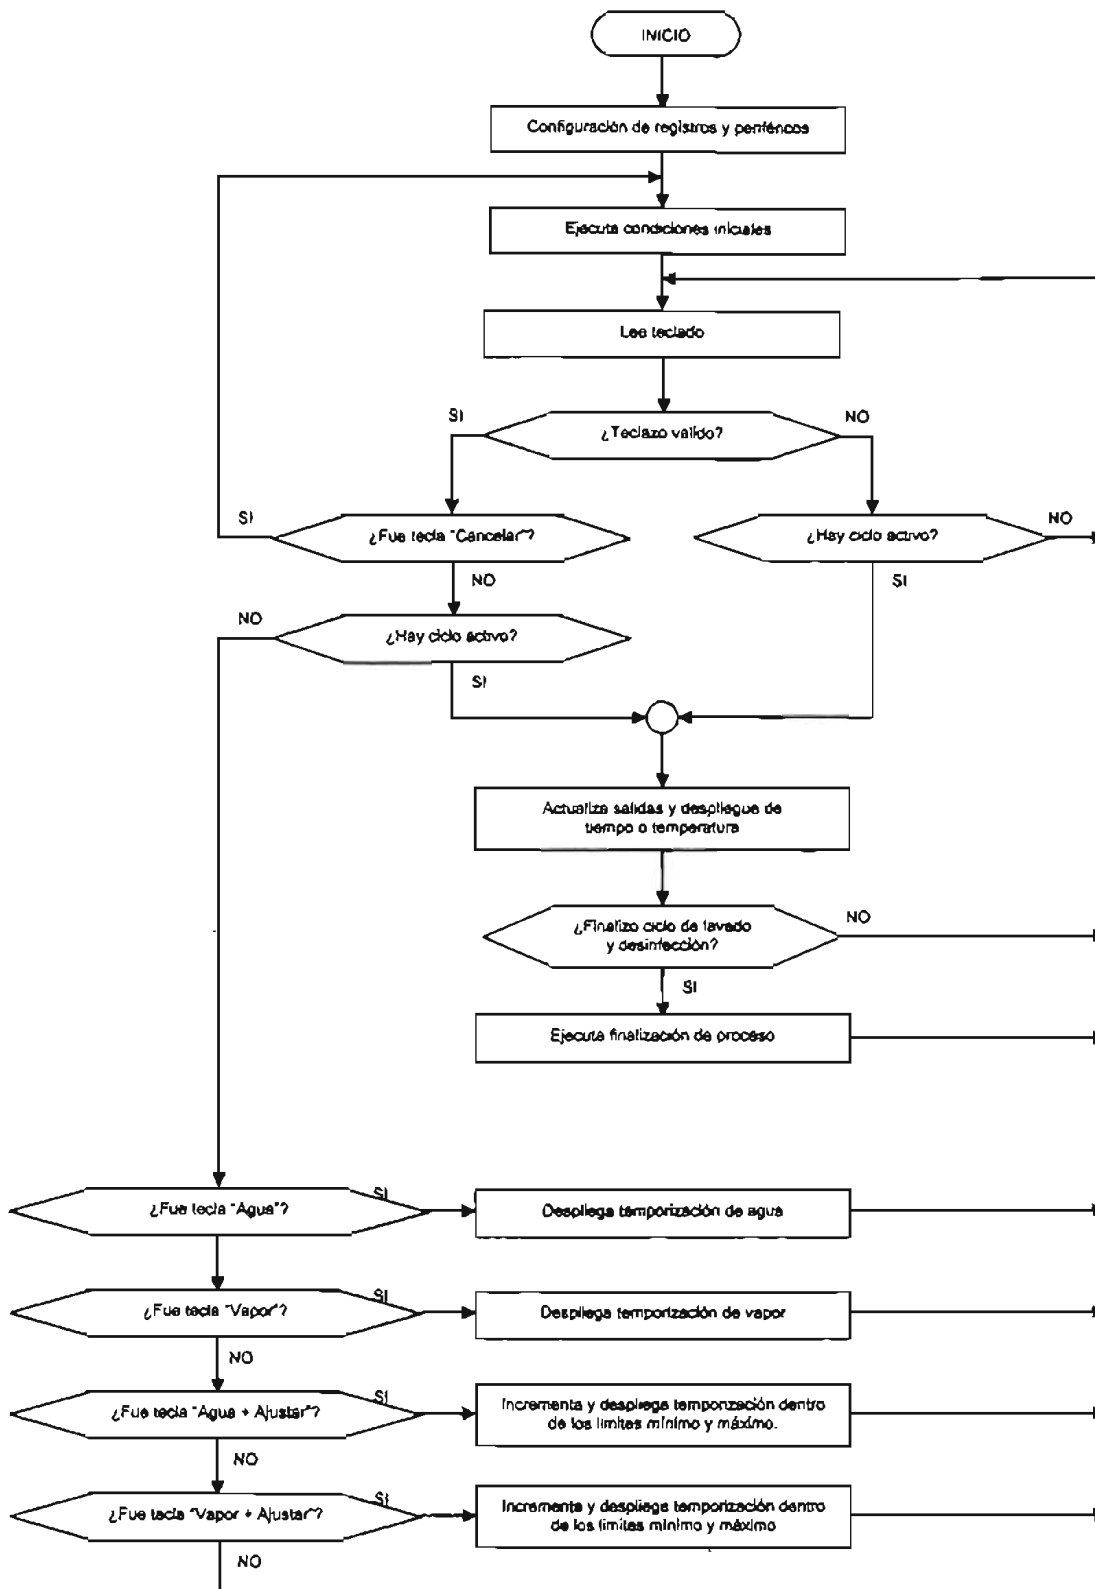 INICIO
Configuración de registros y periféricos
Ejecuta condiciones iniciales
Lee teclado
SI
¿Teclazo valido?
NO
SI
¿Fue tecla "Cancelar"?
¿Hay ciclo activo?
NO
NO
SI
NO
¿Hay ciclo activo?
SI
Actualiza salidas y despliegue de
tiempo o temperatura
¿Finalizo ciclo de lavado
y desinfección?
NO
SI
Ejecuta finalización de proceso
¿Fue tecla "Agua"?
SI
Despliega temporización de agua
¿Fue tecla "Vapor"?
SI
Despliega temporización de vapor
NO
¿Fue tecla "Agua + Ajustar"?
SI
Incrementa y despliega temporización dentro
de los limites mínimo y máximo.
NO
¿Fue tecla "Vapor + Ajustar"?
SI
Incrementa y despliega temporización dentro
de los limites mínimo y máximo
NO